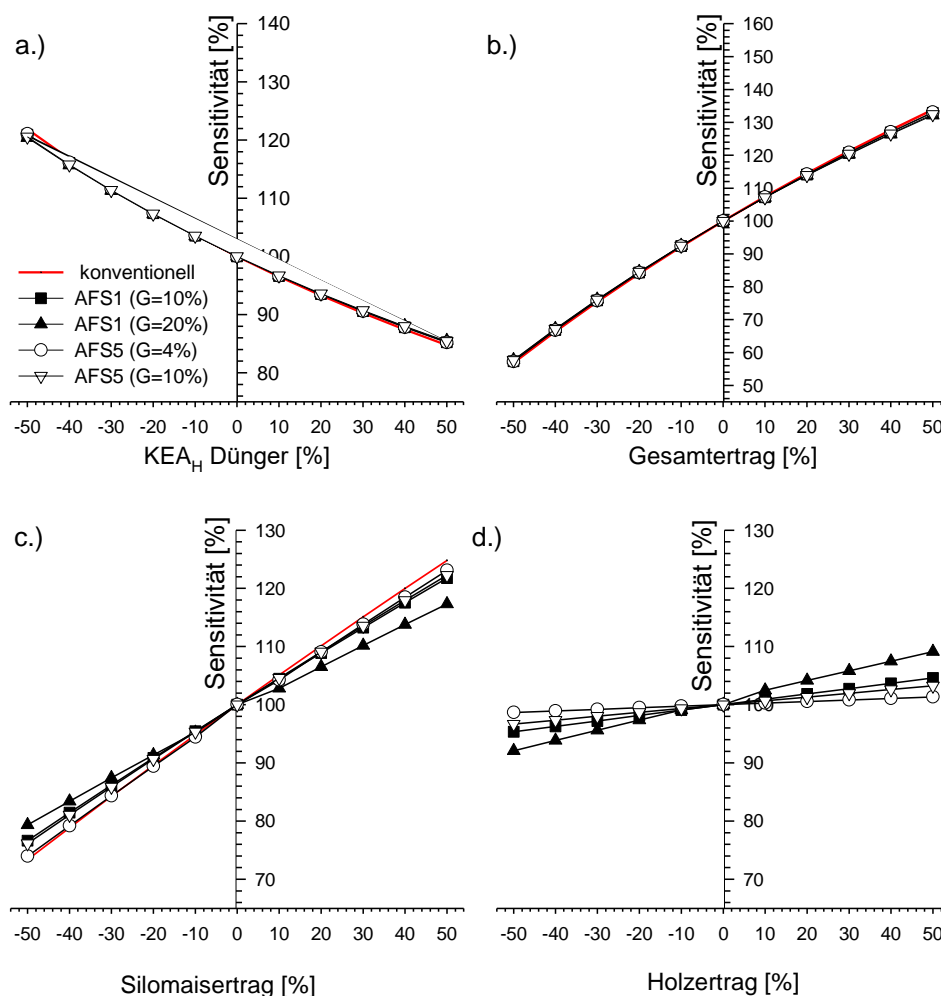 a.)
Sensitivität [%]
140
130
120
110
100
90
80
konventionell
AFS1 (G=10%)
AFS1 (G=20%)
AFS5 (G=4%)
AFS5 (G=10%)
-50 -40 -30 -20 -10 0 10 20 30 40 50
KEAH Dünger [%]
b.)
Sensitivität [%]
160
150
140
130
120
110
100
90
80
70
60
50
-50 -40 -30 -20 -10 0 10 20 30 40 50
Gesamtertrag [%]
c.)
Sensitivität [%]
130
120
110
100
90
80
70
-50 -40 -30 -20 -10 0 10 20 30 40 50
Silomaisertrag [%]
d.)
Sensitivität [%]
130
120
110
100
90
80
70
-50 -40 -30 -20 -10 0 10 20 30 40 50
Holzertrag [%]